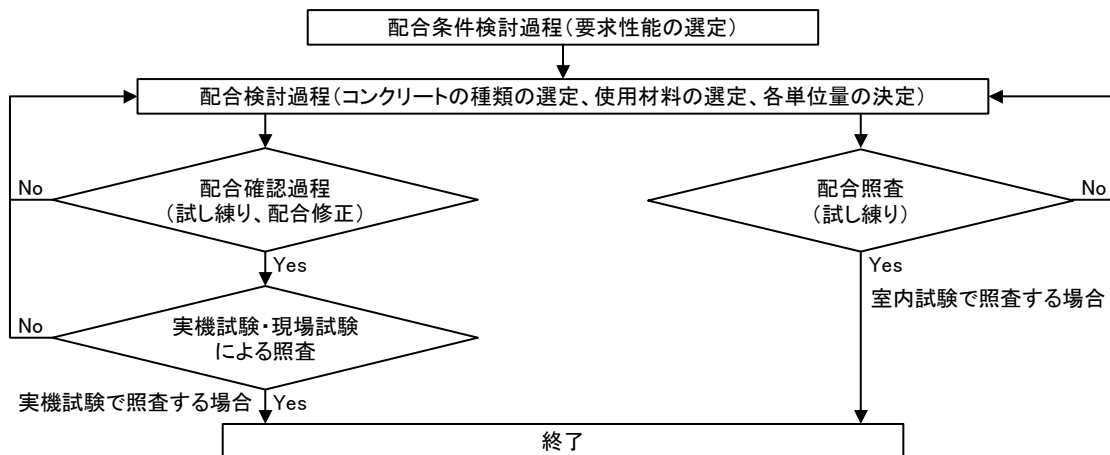 配合条件検討過程(要求性能の選定)
配合検討過程(コンクリートの種類の選定、使用材料の選定、各単位量の決定)
No
配合確認過程
(試し練り、配合修正)
配合照査
(試し練り)
No
Yes
Yes
室内試験で照査する場合
No
実機試験・現場試験
による照査
実機試験で照査する場合
Yes
終了